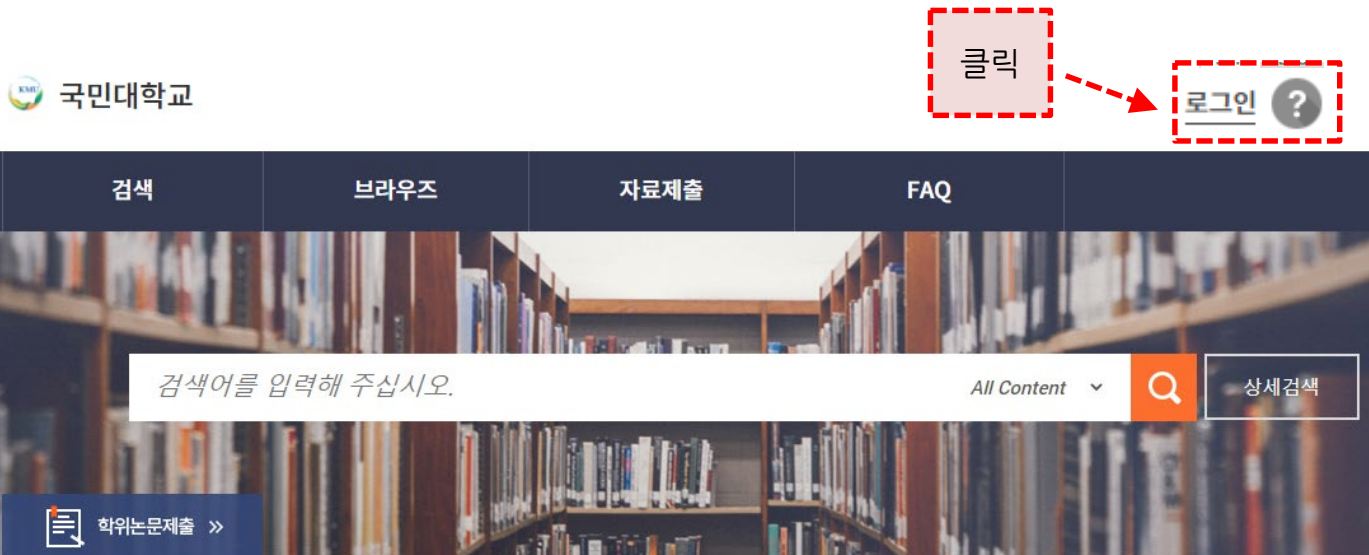 클릭
KMU 국민대학교
로그인 ?
검색 브라우즈 자료제출 FAQ
검색어를 입력해 주십시오. All Content 상세검색
학위논문제출 »